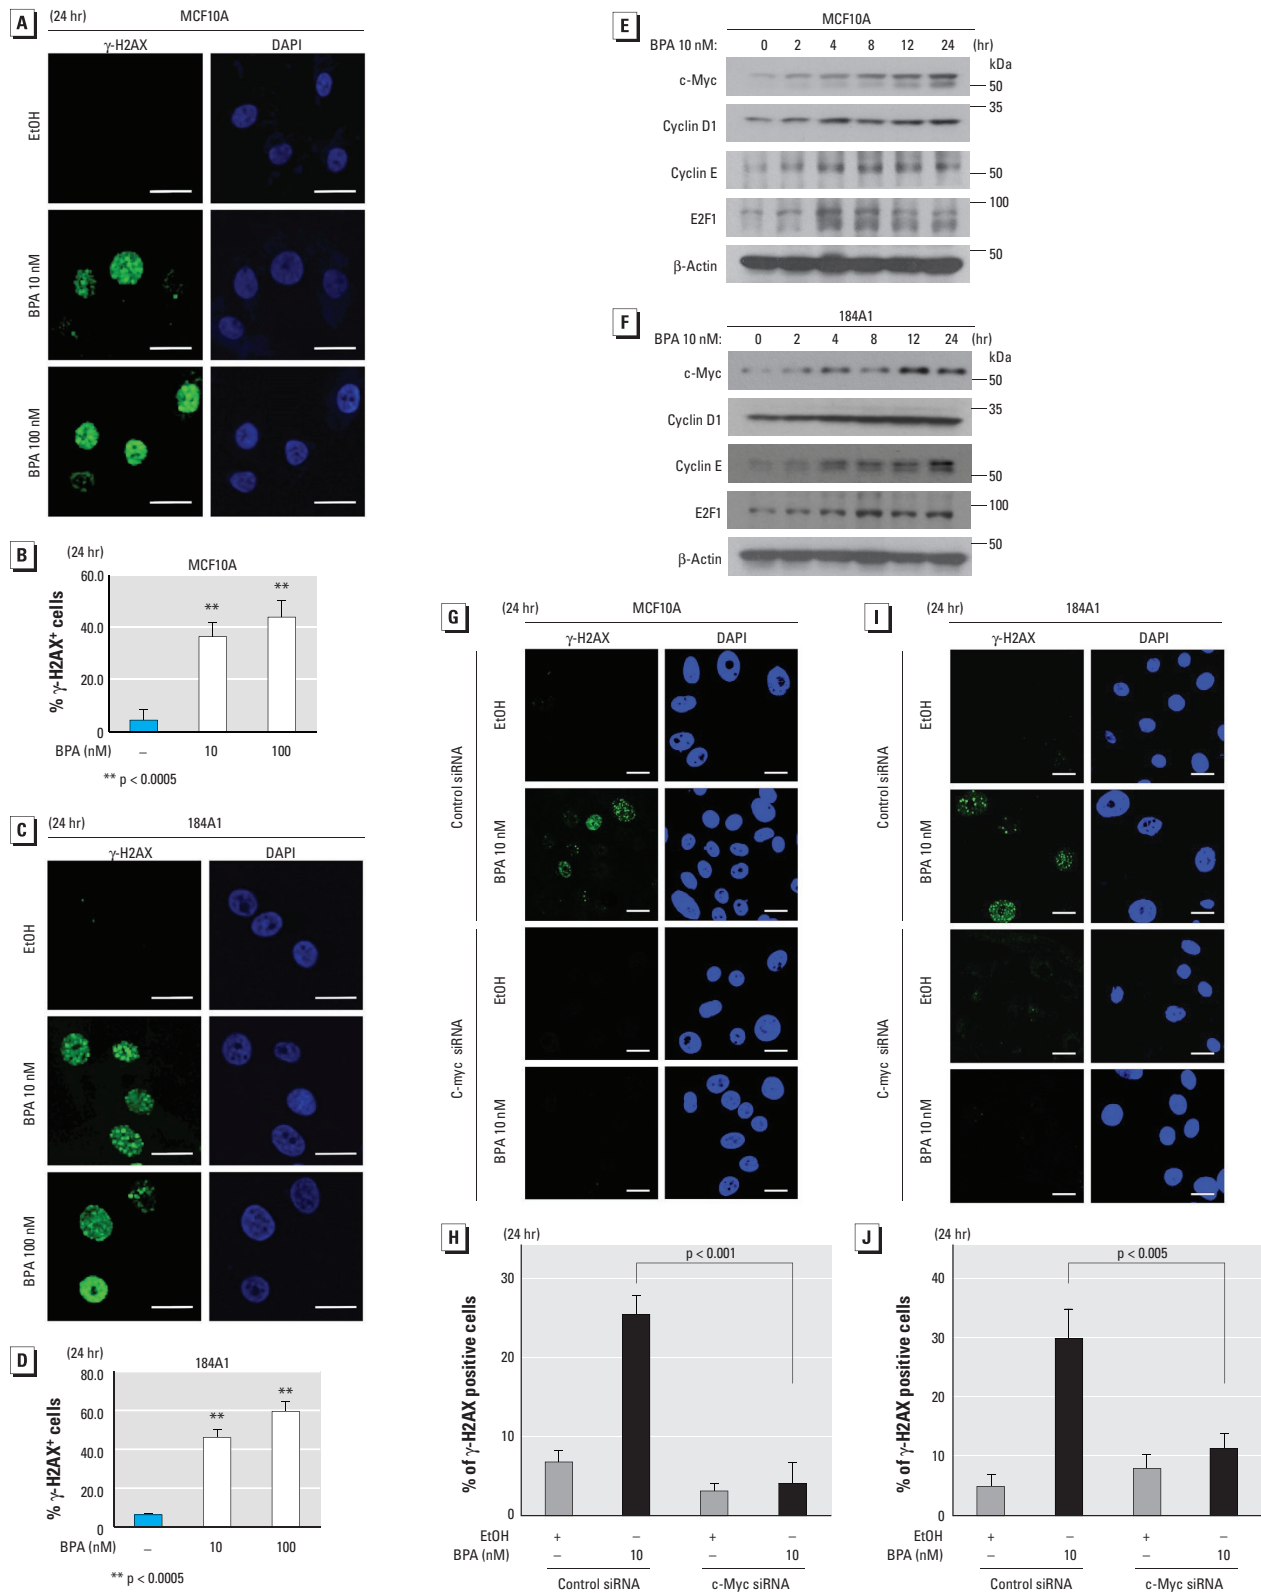 A
(24 hr)
MCF10A
γ-H2AX
DAPI
EtOH
BPA 10 nM
BPA 100 nM
B
(24 hr)
MCF10A
% γ-H2AX⁺ cells
60.0
40.0
20.0
0
**
**
BPA (nM)
–
10
100
** p < 0.0005
C
(24 hr)
184A1
γ-H2AX
DAPI
EtOH
BPA 10 nM
BPA 100 nM
D
(24 hr)
184A1
% γ-H2AX⁺ cells
80.0
60.0
40.0
20.0
0
**
**
BPA (nM)
–
10
100
** p < 0.0005
E
MCF10A
BPA 10 nM: 0 2 4 8 12 24 (hr)
kDa
c-Myc
50
35
Cyclin D1
Cyclin E
50
100
E2F1
50
β-Actin
F
184A1
BPA 10 nM: 0 2 4 8 12 24 (hr)
kDa
c-Myc
50
35
Cyclin D1
Cyclin E
50
100
E2F1
50
β-Actin
G
(24 hr)
MCF10A
γ-H2AX
DAPI
Control siRNA
EtOH
BPA 10 nM
C-myc siRNA
EtOH
BPA 10 nM
H
(24 hr)
% of γ-H2AX positive cells
30
20
10
0
p < 0.001
EtOH + – + –
BPA (nM) – 10 – 10
Control siRNA
c-Myc siRNA
I
(24 hr)
184A1
γ-H2AX
DAPI
Control siRNA
EtOH
BPA 10 nM
C-myc siRNA
EtOH
BPA 10 nM
J
(24 hr)
% of γ-H2AX positive cells
40
30
20
10
0
p < 0.005
EtOH + – + –
BPA (nM) – 10 – 10
Control siRNA
c-Myc siRNA